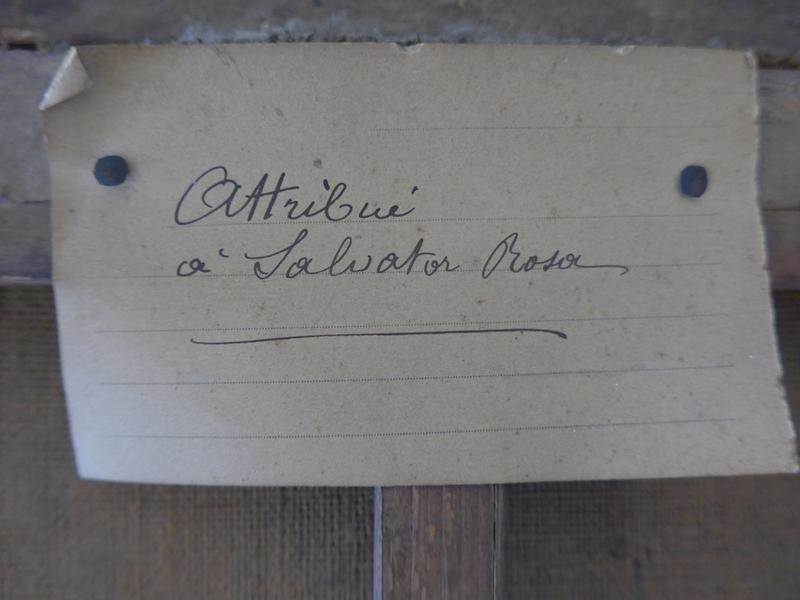 Attribué
à Salvator Rosa